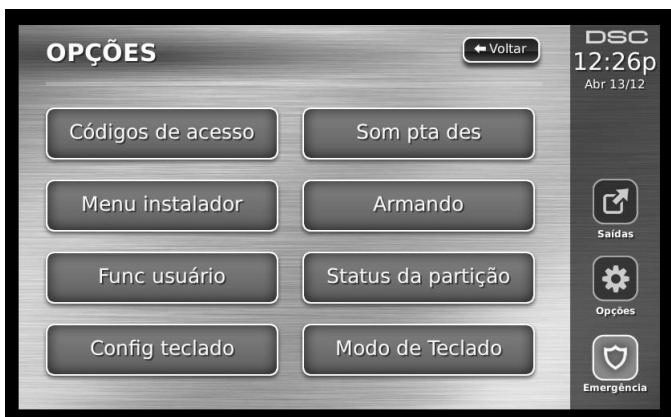 OPÇÕES
Voltar
DSC
12:26p
Abr 13/12
Códigos de acesso
Som pta des
Menu instalador
Armando
Saídas
Func usuário
Status da partição
Opções
Config teclado
Modo de Teclado
Emergência